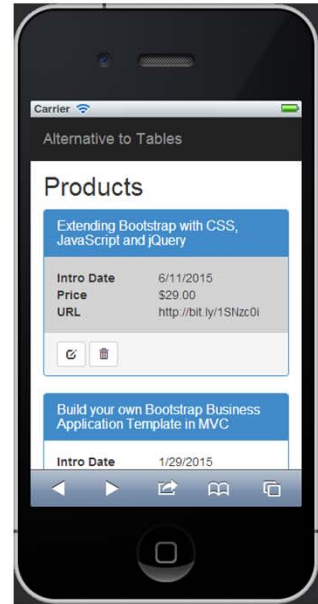 Carrier
Alternative to Tables
Products
Extending Bootstrap with CSS,
JavaScript and jQuery
Intro Date 6/11/2015
Price $29.00
URL http://bit.ly/1SNzc0i
Build your own Bootstrap Business
Application Template in MVC
Intro Date 1/29/2015